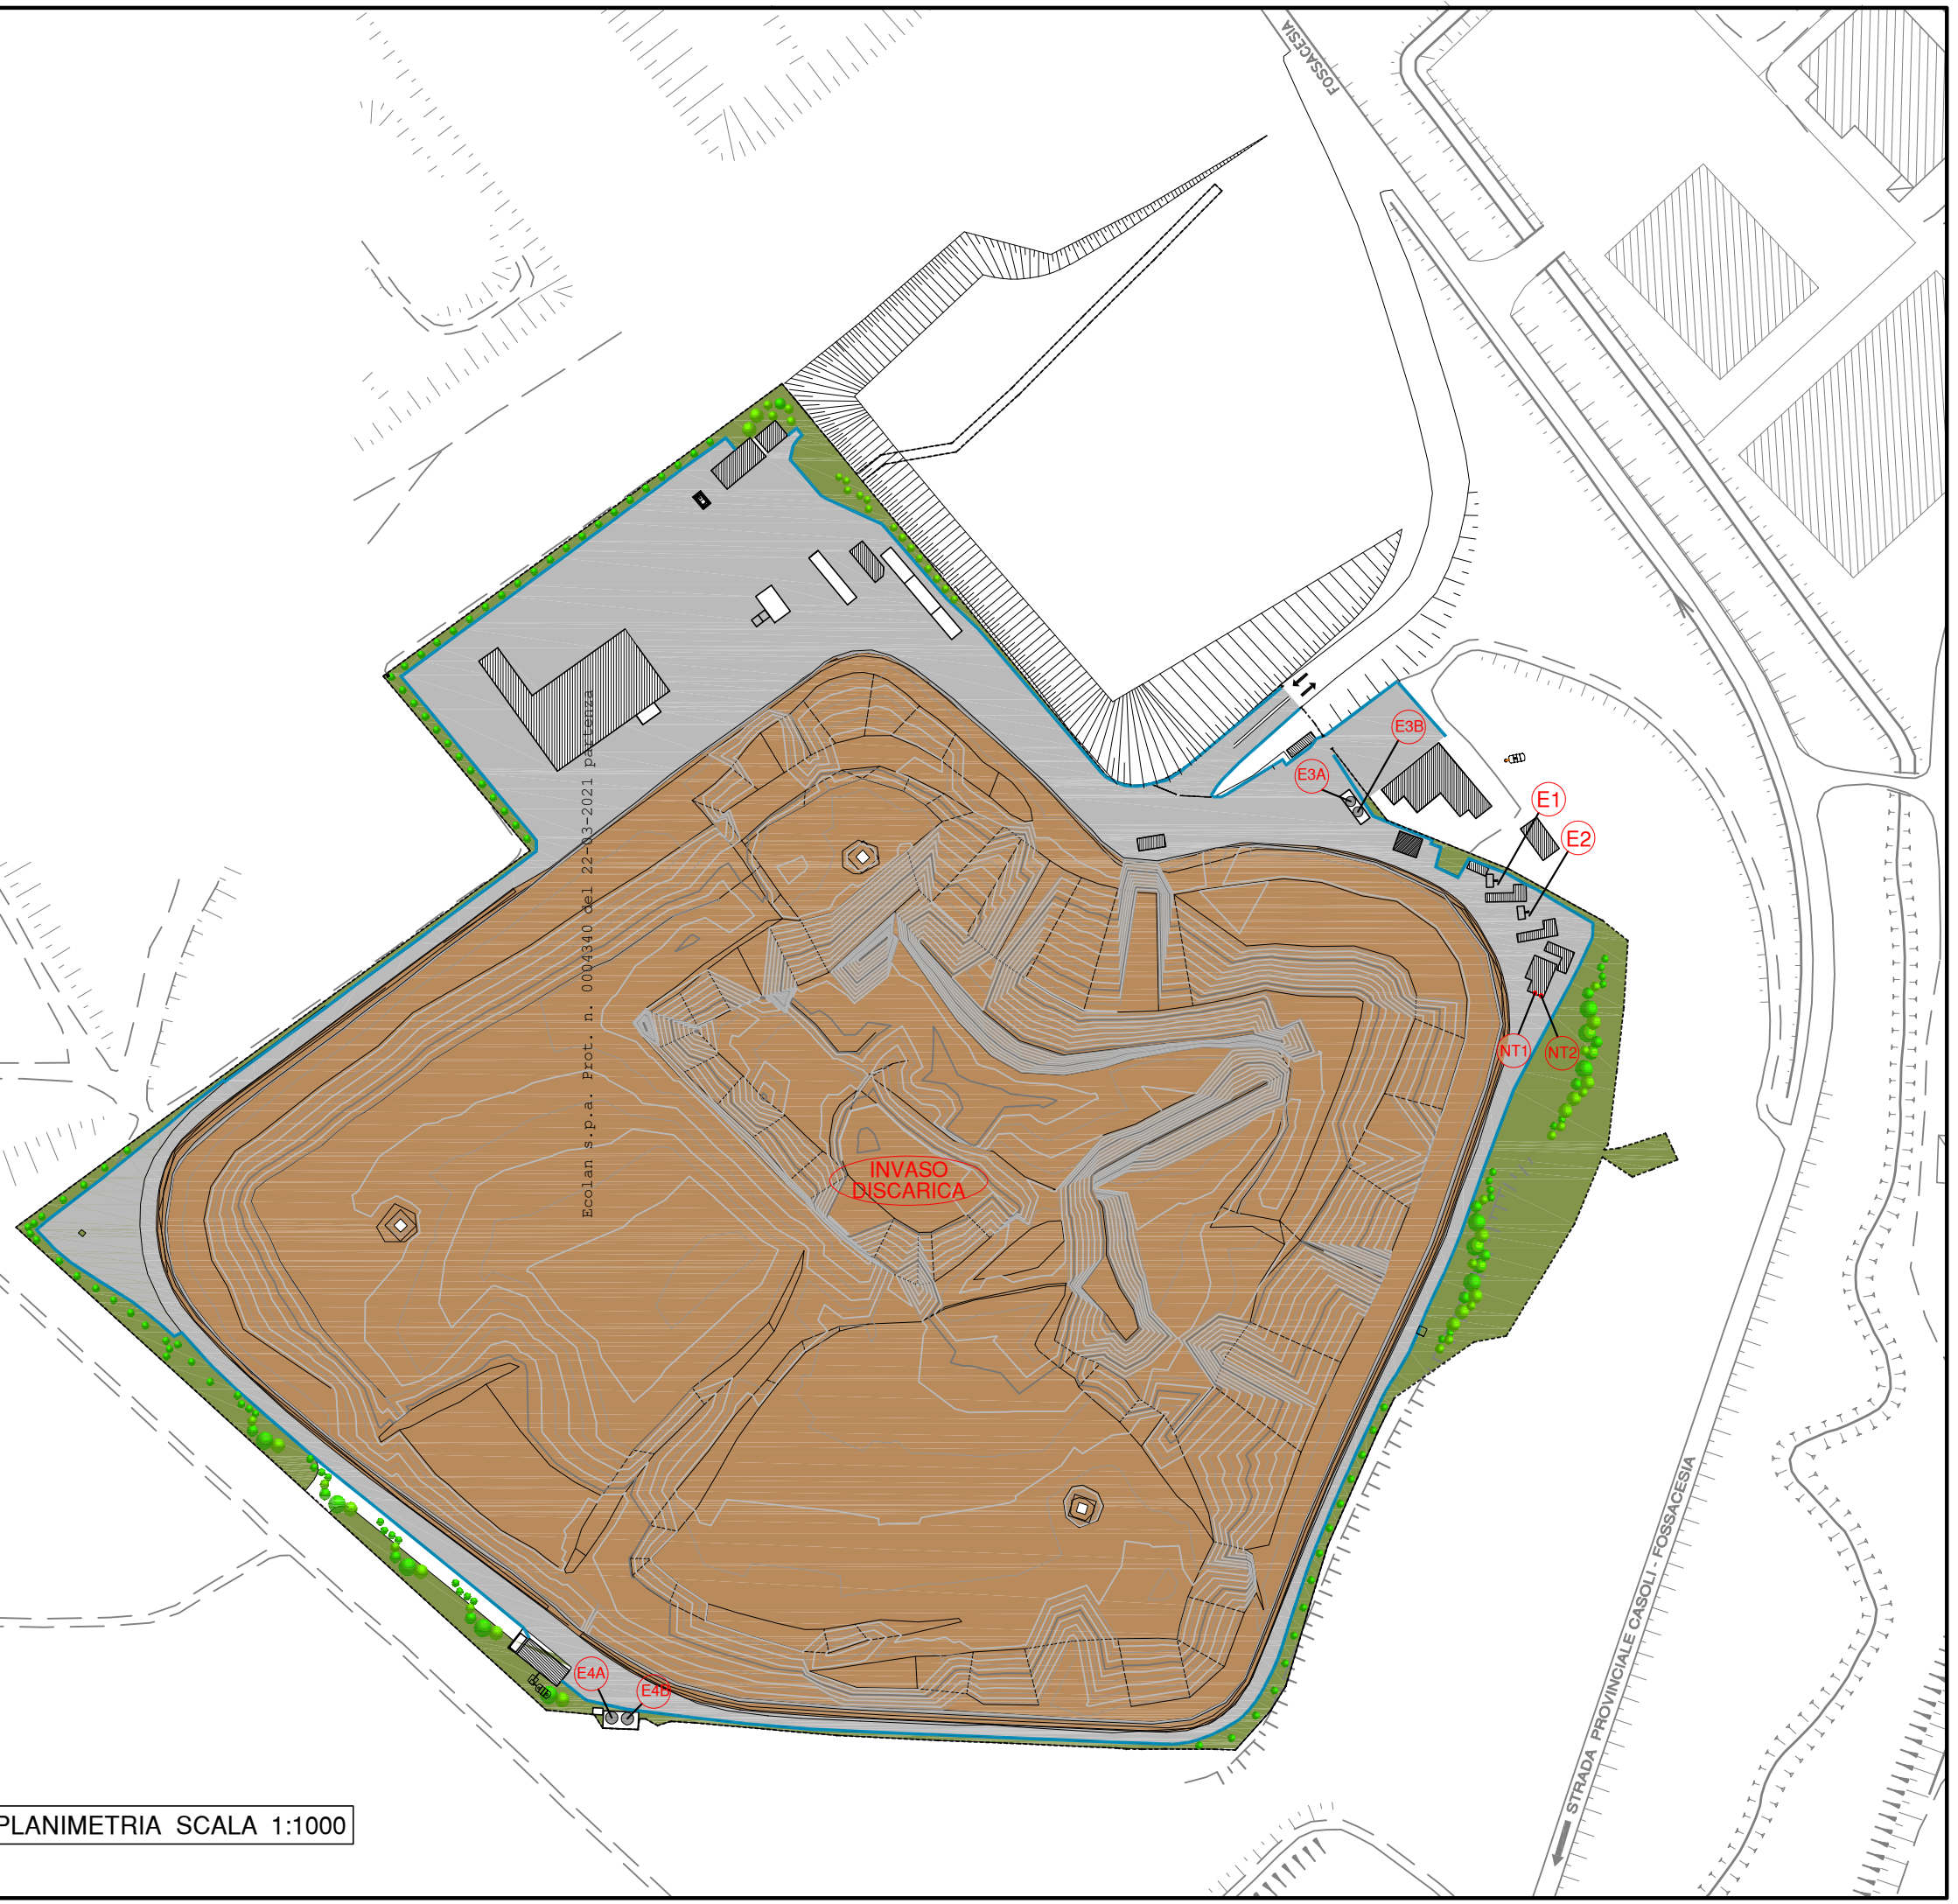 FOSSACESIA
E3B
E3A
E1
E2
NT1
NT2
Ecolan s.p.a. Prot. n. 0004340 del 22-03-2021 partenza
INVASO
DISCARICA
E4A
E4B
STRADA PROVINCIALE CASOLI - FOSSACESIA
PLANIMETRIA SCALA 1:1000